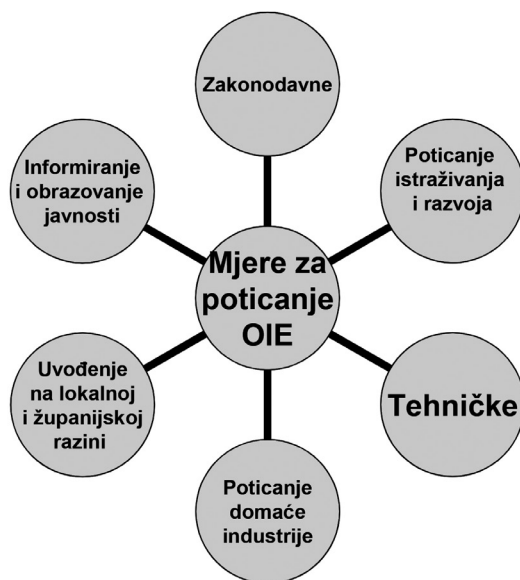 Zakonodavne
Informiranje
i obrazovanje
javnosti
Poticanje
istraživanja
i razvoja
Mjere za
poticanje
OIE
Uvođenje
na lokalnoj
i županijskoj
razini
Tehničke
Poticanje
domaće
industrije